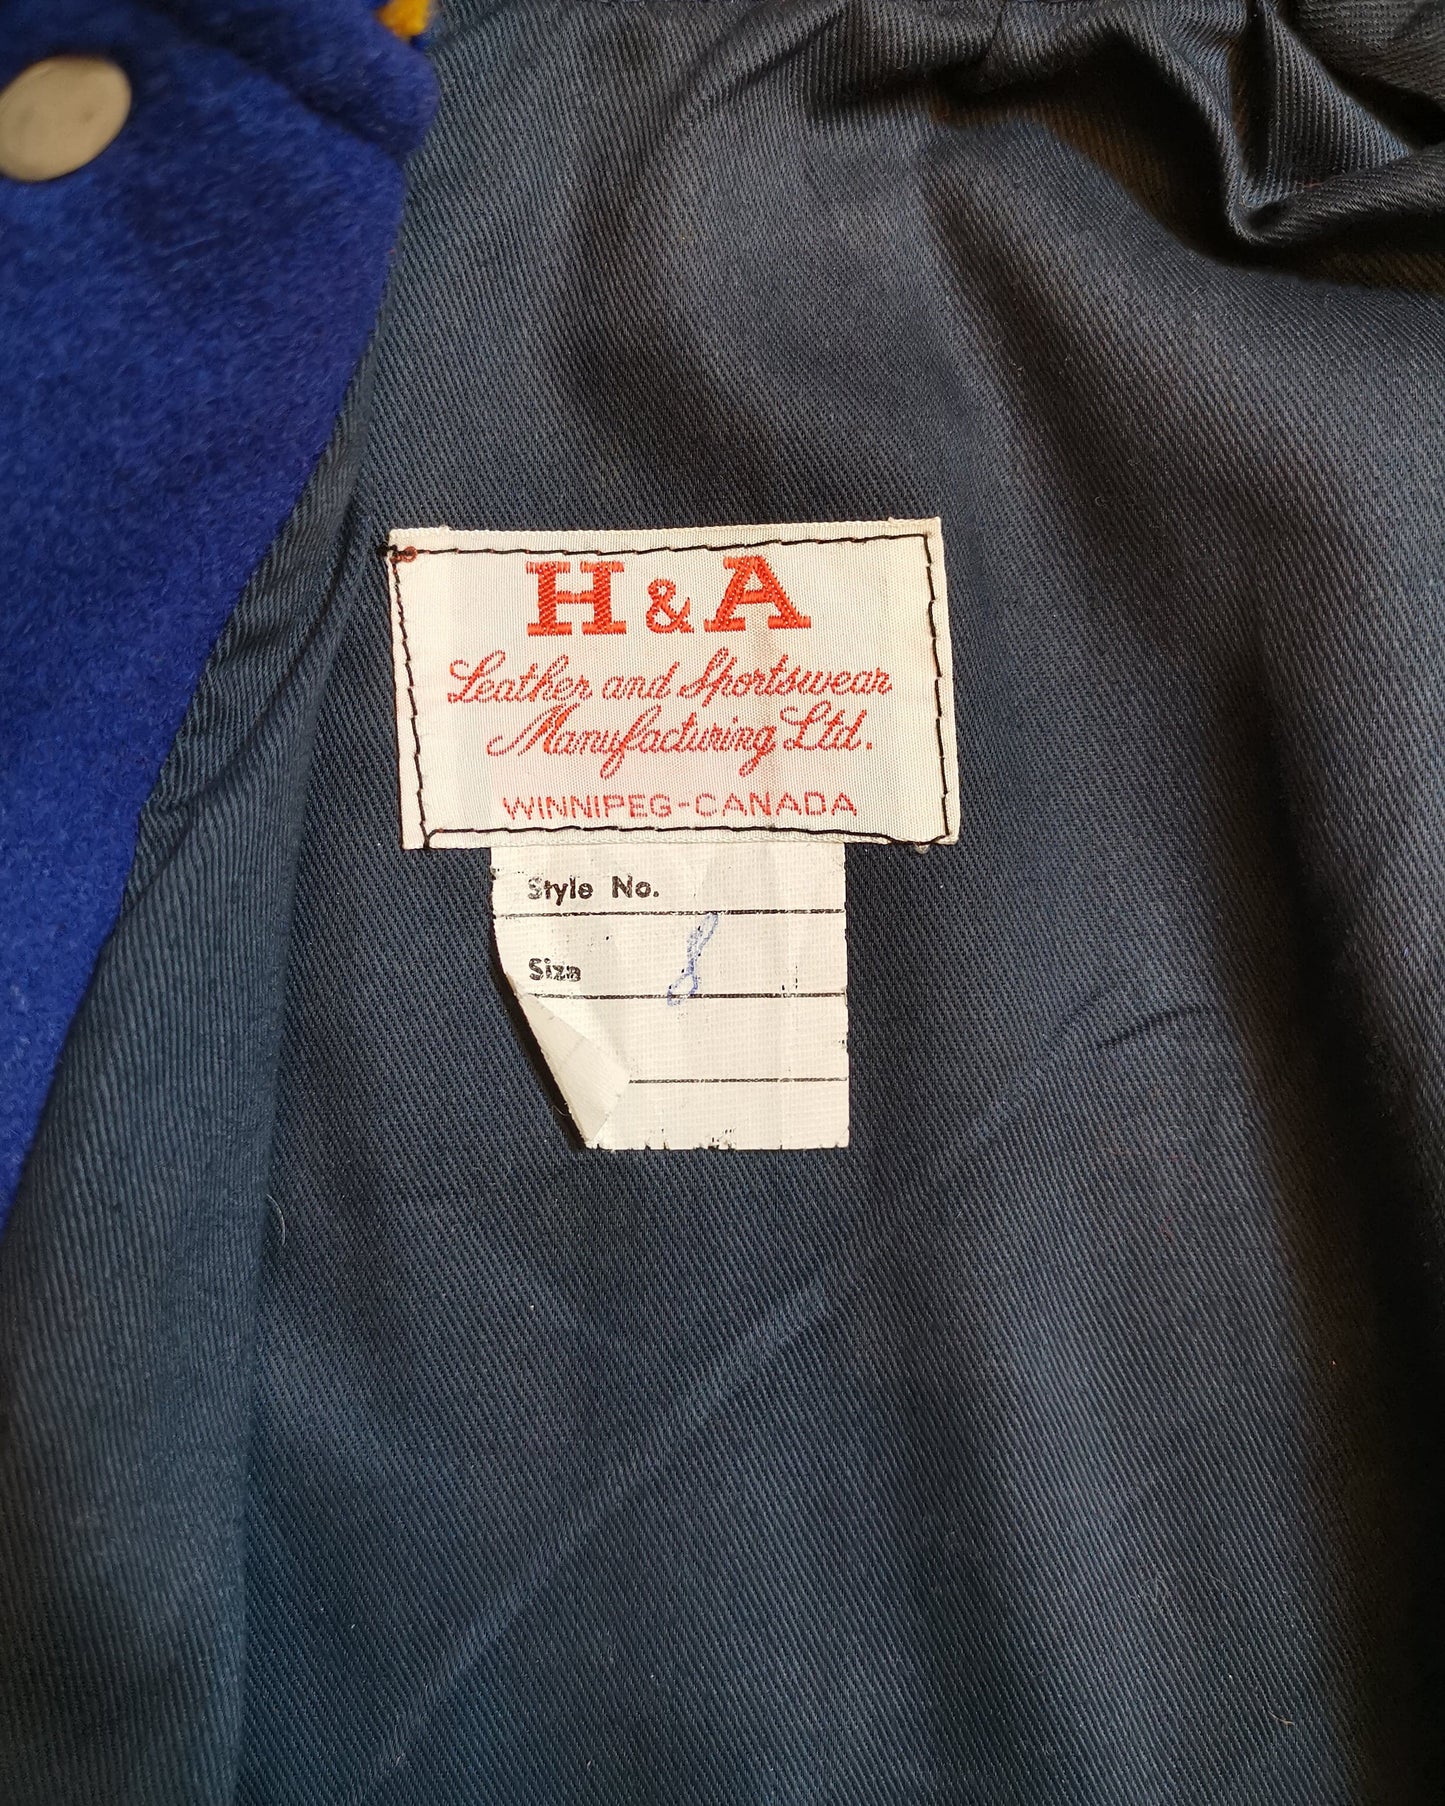 H & A
Leather and Sportswear
Manufacturing Ltd.
WINNIPEG-CANADA
Style No.
Size 8